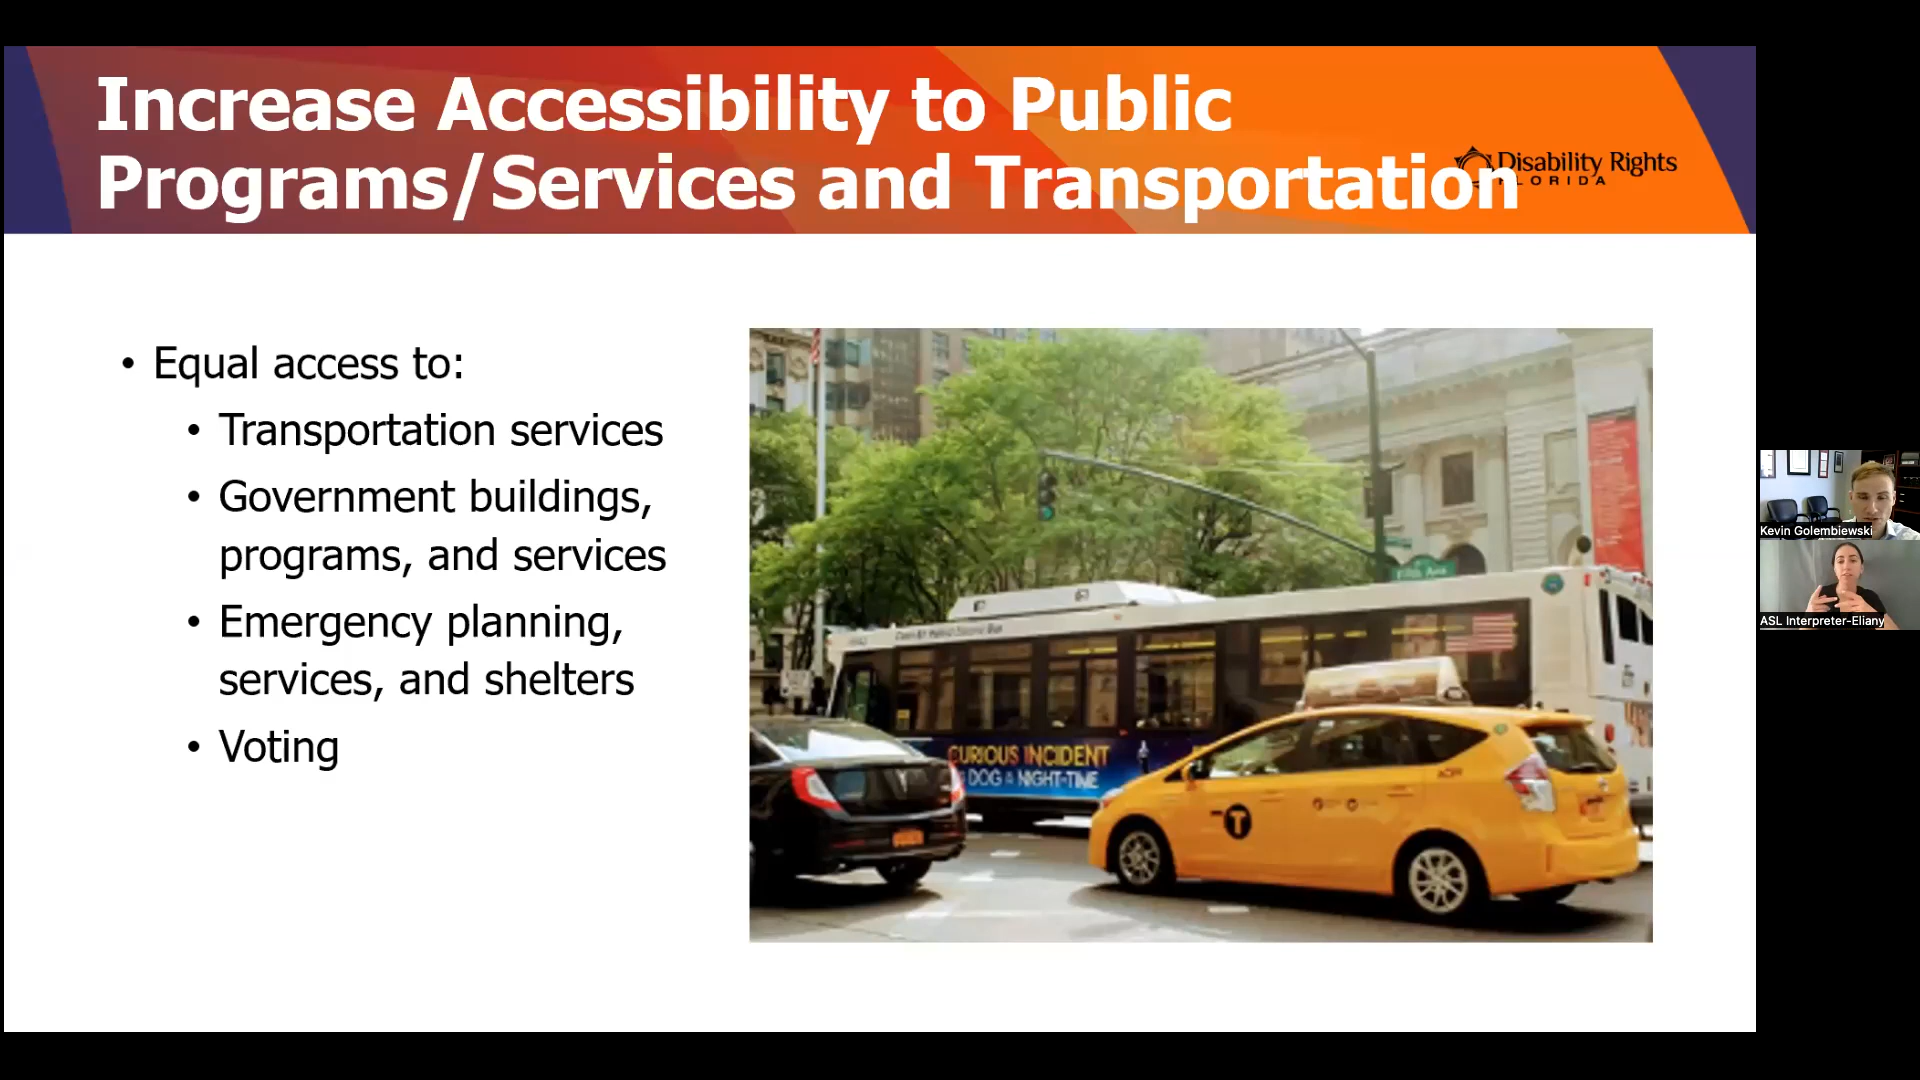 Increase Accessibility to Public
Programs/Services and Transportation
Disability Rights
FLORIDA
• Equal access to:
• Transportation services
• Government buildings,
programs, and services
• Emergency planning,
services, and shelters
• Voting
Fifth Ave
CURIOUS INCIDENT
DOG NIGHT-TIME
T
Kevin Golembiewski
ASL Interpreter-Eliany